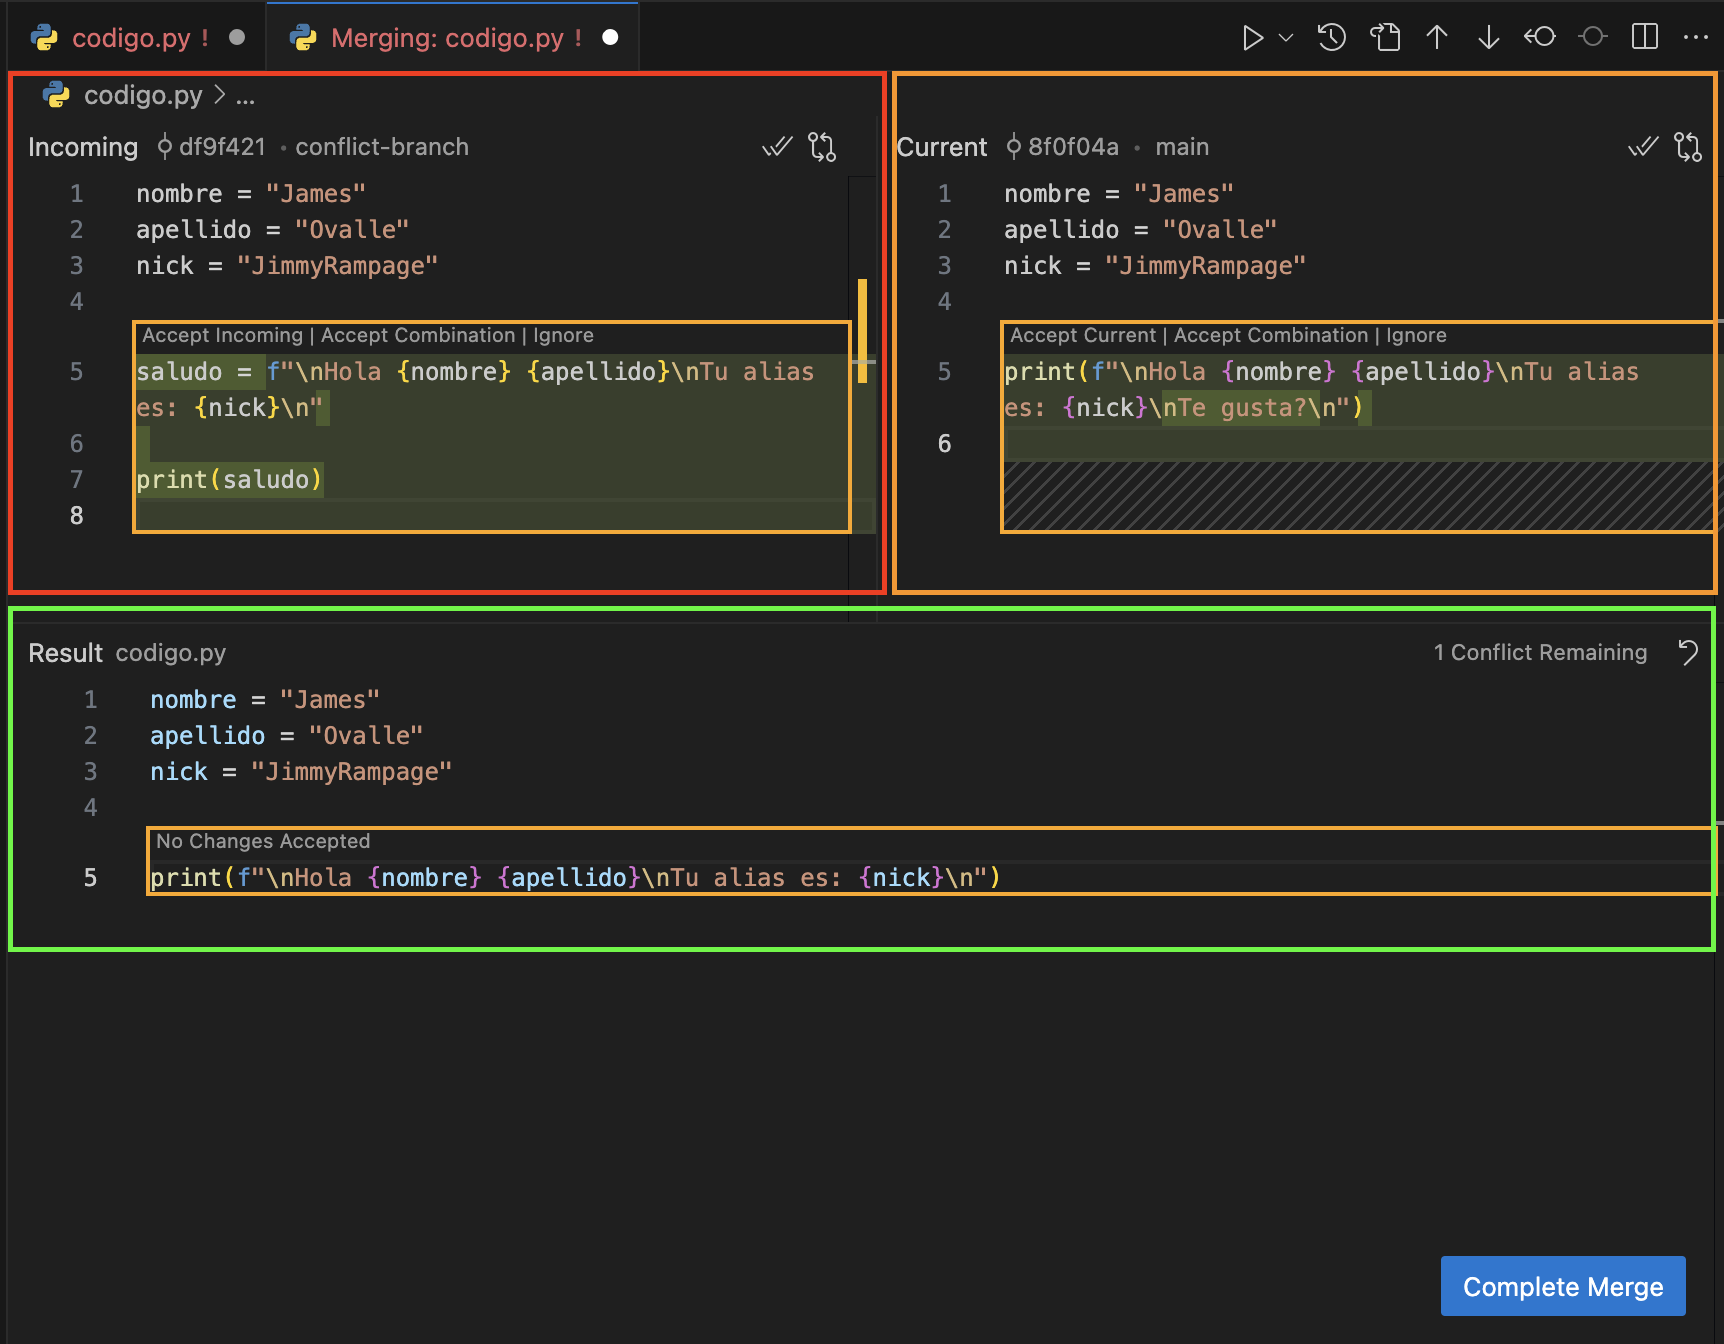 codigo.py !
Merging: codigo.py !
codigo.py > ...
Incoming df9f421 • conflict-branch
1 nombre = "James"
2 apellido = "Ovalle"
3 nick = "JimmyRampage"
4
Accept Incoming | Accept Combination | Ignore
5 saludo = f"\nHola {nombre} {apellido}\nTu alias
es: {nick}\n"
6
7 print(saludo)
8
Current 8f0f04a • main
1 nombre = "James"
2 apellido = "Ovalle"
3 nick = "JimmyRampage"
4
Accept Current | Accept Combination | Ignore
5 print(f"\nHola {nombre} {apellido}\nTu alias
es: {nick}\nTe gusta?\n")
6
Result codigo.py
1 Conflict Remaining
1 nombre = "James"
2 apellido = "Ovalle"
3 nick = "JimmyRampage"
4
No Changes Accepted
5 print(f"\nHola {nombre} {apellido}\nTu alias es: {nick}\n")
Complete Merge